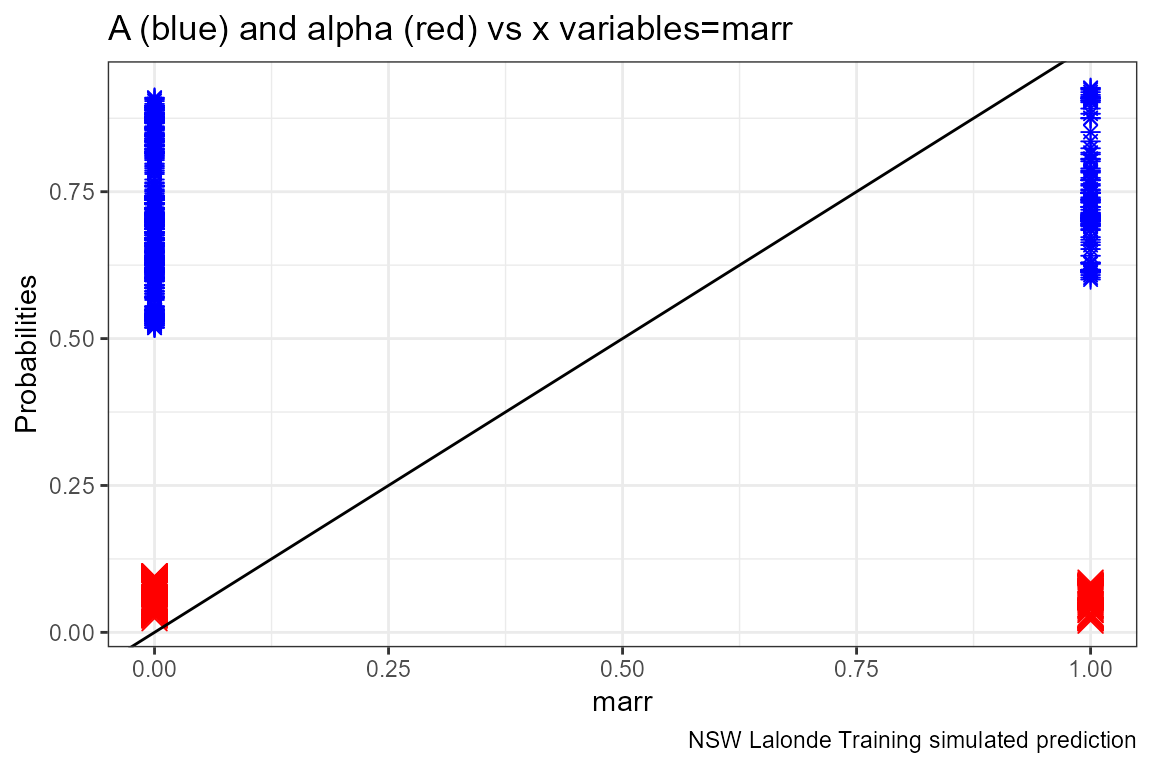 A (blue) and alpha (red) vs x variables=marr
Probabilities
0.75
0.50
0.25
0.00
0.00 0.25 0.50 0.75 1.00
marr
NSW Lalonde Training simulated prediction